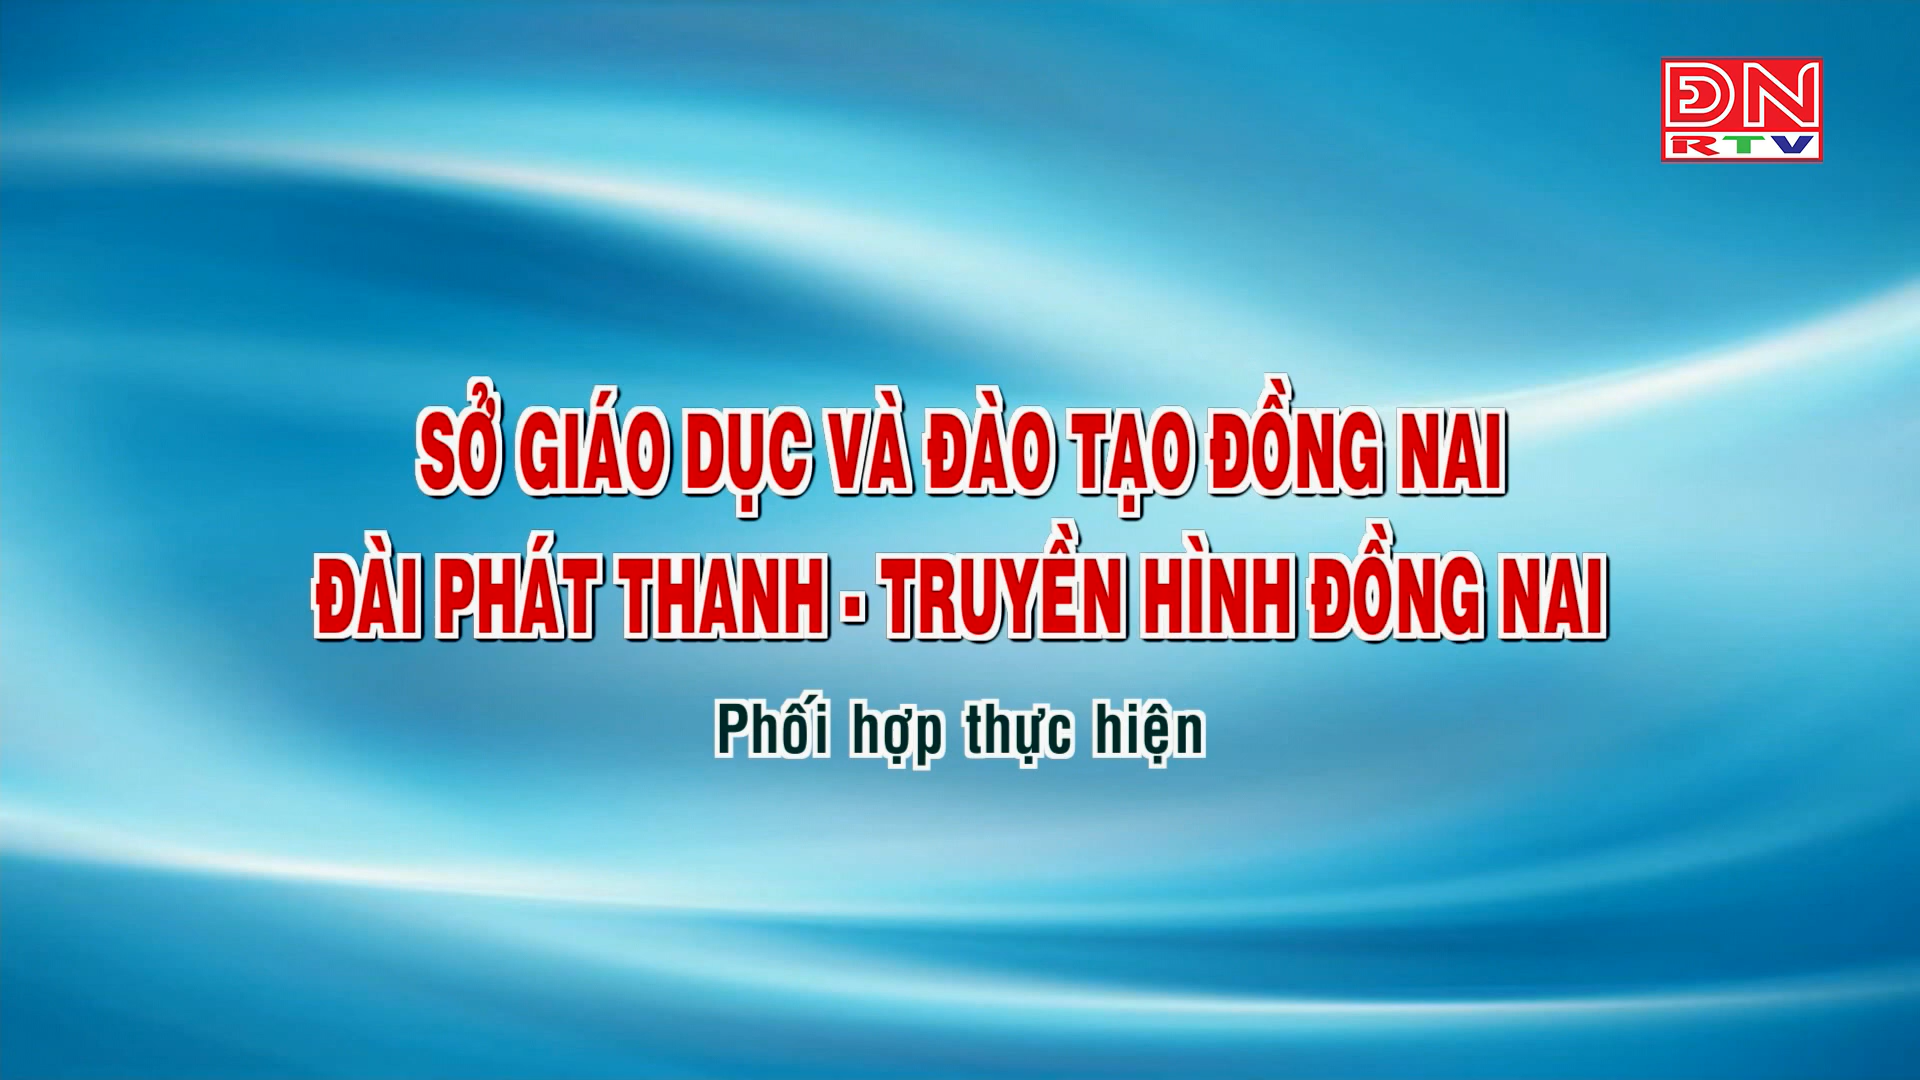 ĐN
RTV
SỞ GIÁO DỤC VÀ ĐÀO TẠO ĐỒNG NAI
ĐÀI PHÁT THANH - TRUYỀN HÌNH ĐỒNG NAI
Phối hợp thực hiện